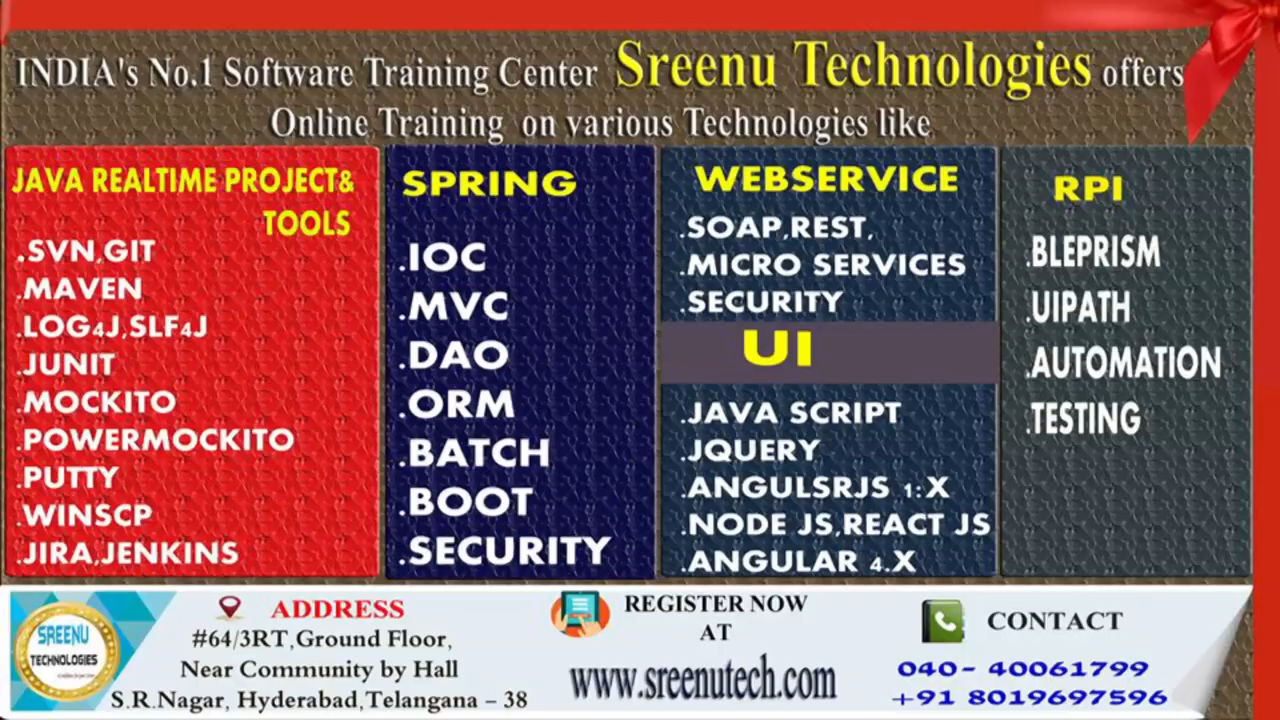 INDIA's No.1 Software Training Center Sreenu Technologies offers
Online Training on various Technologies like
JAVA REALTIME PROJECT&
TOOLS
.SVN,GIT
.MAVEN
.LOG4J,SLF4J
.JUNIT
.MOCKITO
.POWERMOCKITO
.PUTTY
.WINSCP
.JIRA,JENKINS
SPRING
.IOC
.MVC
.DAO
.ORM
.BATCH
.BOOT
.SECURITY
WEBSERVICE
.SOAP,REST,
.MICRO SERVICES
.SECURITY
UI
.JAVA SCRIPT
.JQUERY
.ANGULSRJS 1:X
.NODE JS,REACT JS
.ANGULAR 4.X
RPI
.BLEPRISM
.UIPATH
.AUTOMATION
.TESTING
SREENU
TECHNOLOGIES
ADDRESS
#64/3RT,Ground Floor,
Near Community by Hall
S.R.Nagar, Hyderabad,Telangana – 38
REGISTER NOW
AT
www.sreenutech.com
CONTACT
040- 40061799
+91 8019697596